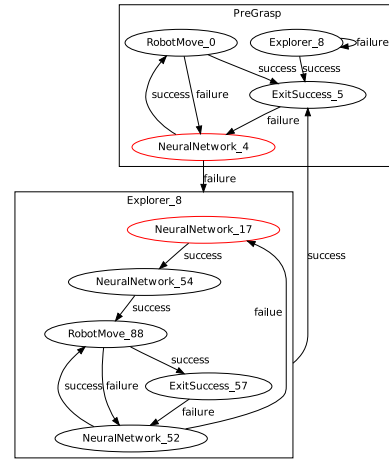 PreGrasp
RobotMove_0
Explorer_8
failure
success
success
ExitSuccess_5
success
failure
failure
NeuralNetwork_4
failure
Explorer_8
NeuralNetwork_17
success
success
NeuralNetwork_54
success
failue
RobotMove_88
success
success
failure
ExitSuccess_57
failure
NeuralNetwork_52